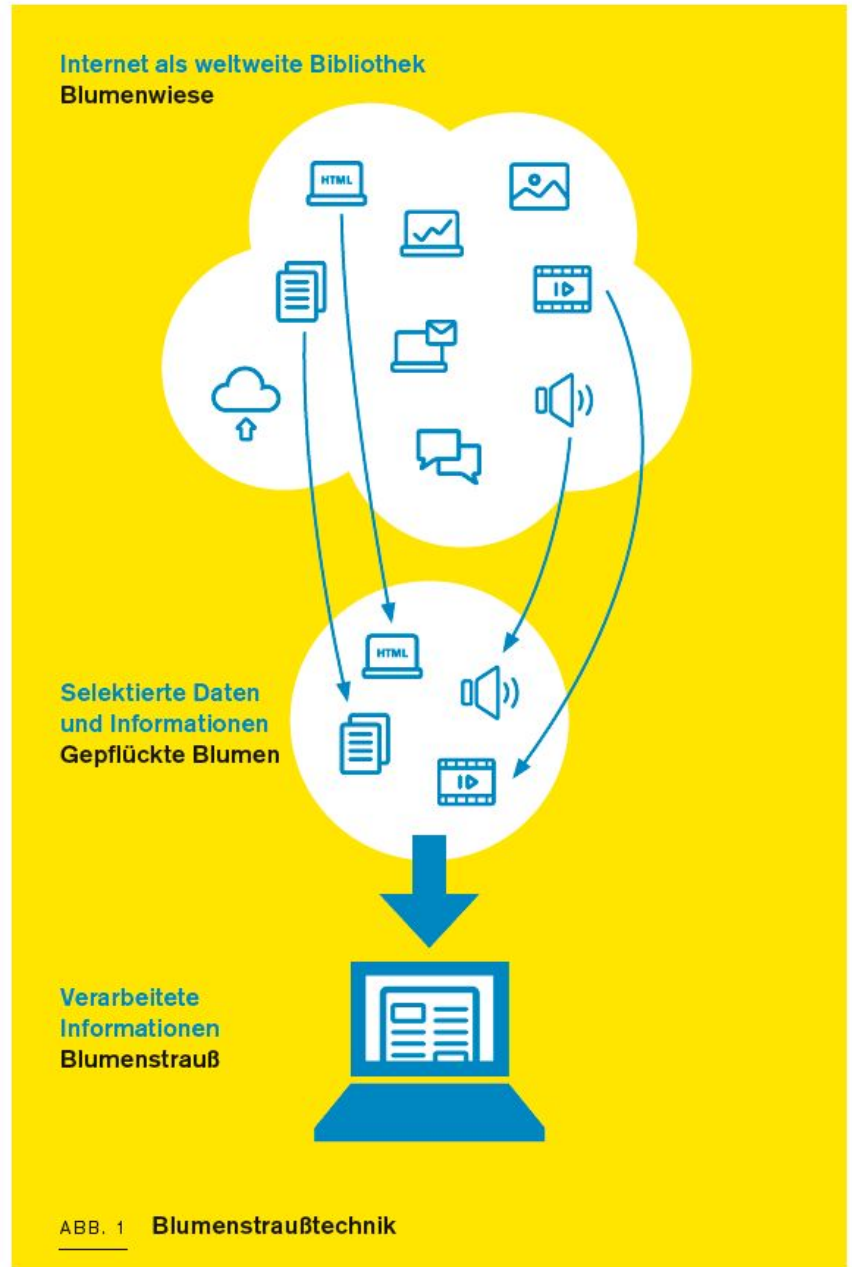 Internet als weltweite Bibliothek
Blumenwiese
HTML
HTML
Selektierte Daten
und Informationen
Gepflückte Blumen
Verarbeitete
Informationen
Blumenstrauß
ABB. 1 Blumenstraußtechnik